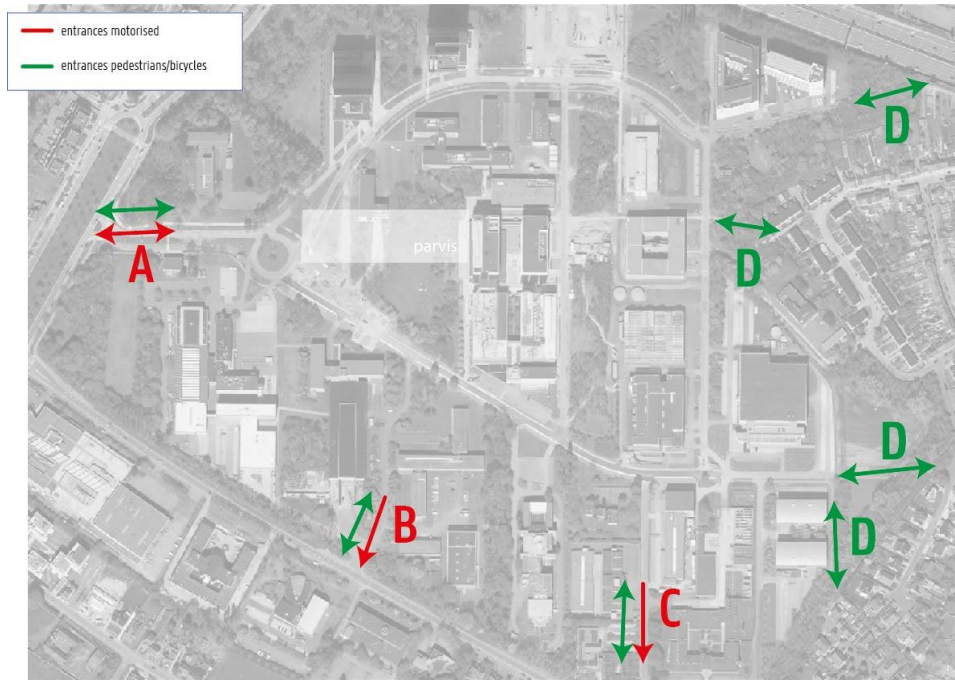 entrances motorised
entrances pedestrians/bicycles
D
A
parvis
D
D
B
D
C